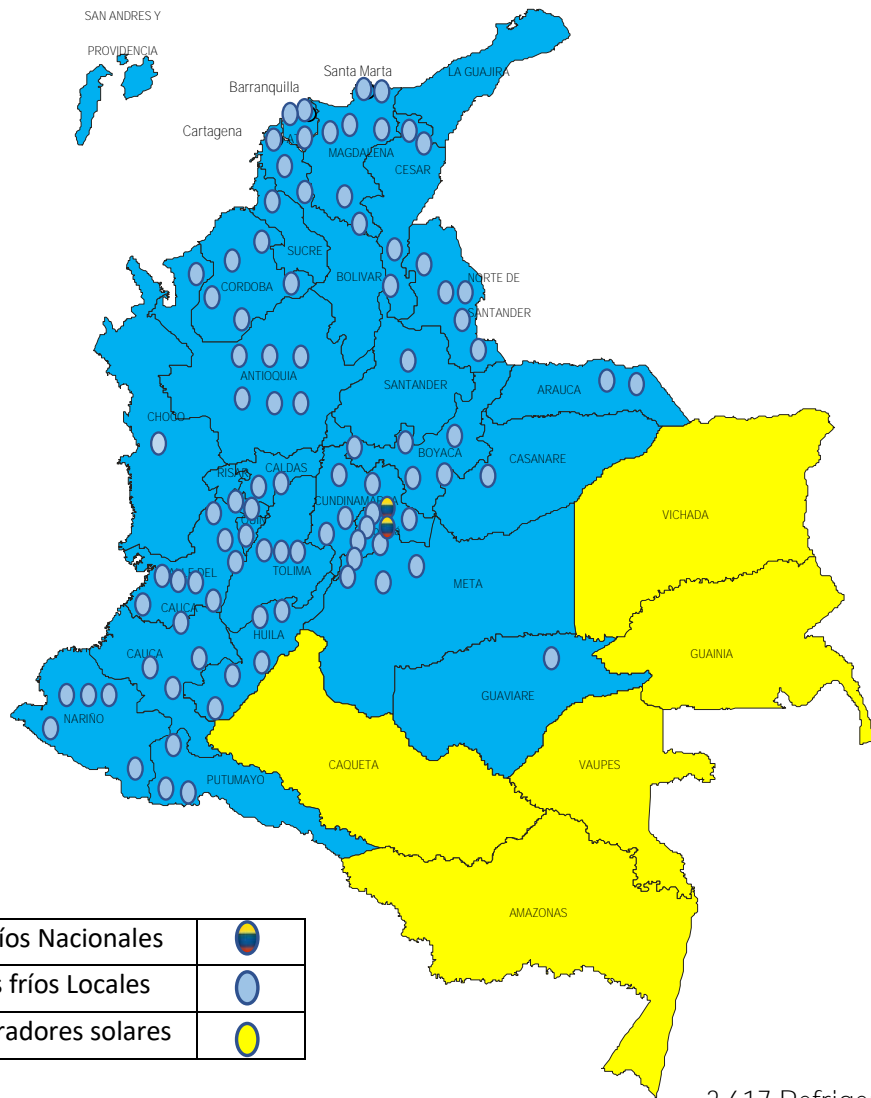 SAN ANDRES Y
PROVIDENCIA
Santa Marta
LA GUAJIRA
Barranquilla
Cartagena
MAGDALENA
CESAR
SUCRE
BOLIVAR
NORTE DE
CORDOBA
SANTANDER
ANTIOQUIA
SANTANDER
ARAUCA
CHOCO
BOYACA
CASANARE
CALDAS
CUNDINAMARCA
VICHADA
TOLIMA
META
CAUCA
HUILA
CAUCA
GUAINIA
GUAVIARE
NARIÑO
CAQUETA
VAUPES
PUTUMAYO
AMAZONAS
Nacionales
fríos Locales
solares